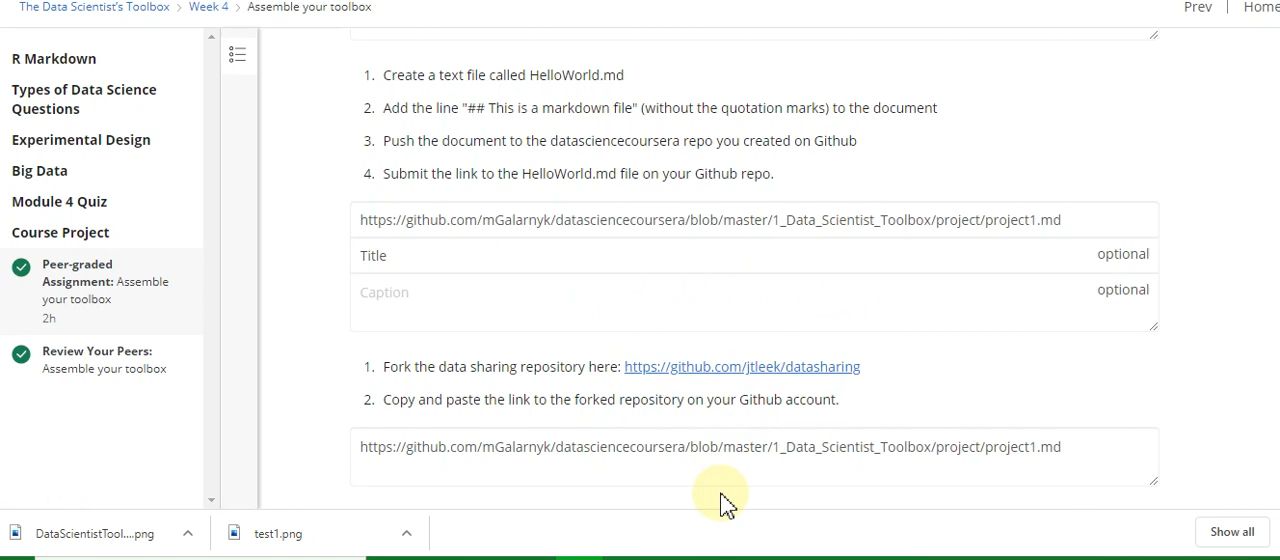 The Data Scientist's Toolbox > Week 4 > Assemble your toolbox
Prev | Home
R Markdown
Types of Data Science
Questions
Experimental Design
Big Data
Module 4 Quiz
Course Project
Peer-graded
Assignment: Assemble
your toolbox
2h
Review Your Peers:
Assemble your toolbox
1. Create a text file called HelloWorld.md
2. Add the line "## This is a markdown file" (without the quotation marks) to the document
3. Push the document to the datasciencecoursera repo you created on Github
4. Submit the link to the HelloWorld.md file on your Github repo.
https://github.com/mGalarnyk/datasciencecoursera/blob/master/1_Data_Scientist_Toolbox/project/project1.md
Title optional
Caption optional
1. Fork the data sharing repository here: https://github.com/jtleek/datasharing
2. Copy and paste the link to the forked repository on your Github account.
https://github.com/mGalarnyk/datasciencecoursera/blob/master/1_Data_Scientist_Toolbox/project/project1.md
DataScientistTool....png
test1.png
Show all